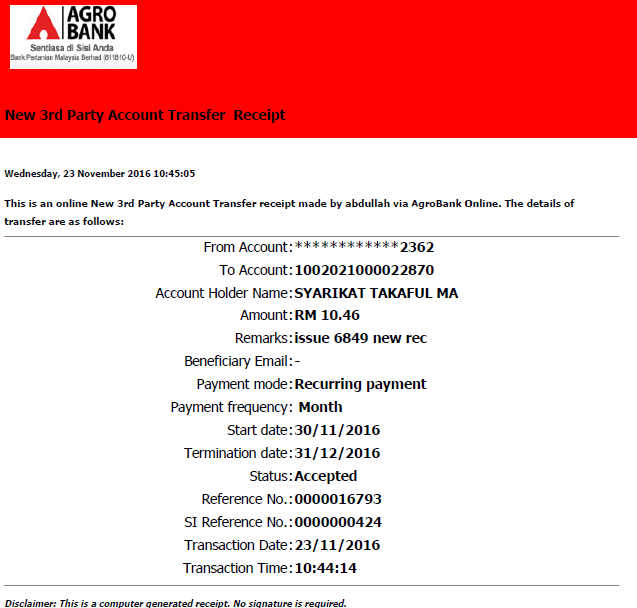 AGRO
BANK
Sentiasa di Sisi Anda
Bank Pertanian Malaysia Berhad (811810-U)
New 3rd Party Account Transfer  Receipt
Wednesday, 23 November 2016 10:45:05
This is an online New 3rd Party Account Transfer receipt made by abdullah via AgroBank Online. The details of
transfer are as follows:
From Account:************2362
To Account:1002021000022870
Account Holder Name:SYARIKAT TAKAFUL MA
Amount:RM 10.46
Remarks:issue 6849 new rec
Beneficiary Email:-
Payment mode:Recurring payment
Payment frequency: Month
Start date:30/11/2016
Termination date:31/12/2016
Status:Accepted
Reference No.:0000016793
SI Reference No.:0000000424
Transaction Date:23/11/2016
Transaction Time:10:44:14
Disclaimer: This is a computer generated receipt. No signature is required.